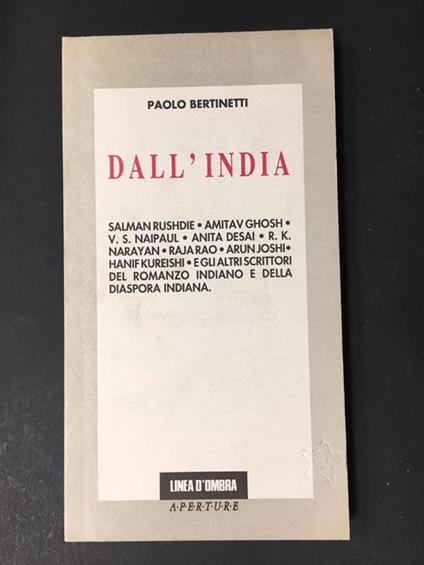 PAOLO BERTINETTI
DALL'INDIA
SALMAN RUSHDIE • AMITAV GHOSH •
V. S. NAIPAUL • ANITA DESAI • R. K.
NARAYAN • RAJA RAO • ARUN JOSHI •
HANIF KUREISHI • E GLI ALTRI SCRITTORI
DEL ROMANZO INDIANO E DELLA
DIASPORA INDIANA.
LINEA D'OMBRA
A·P·E·R·T·U·R·E